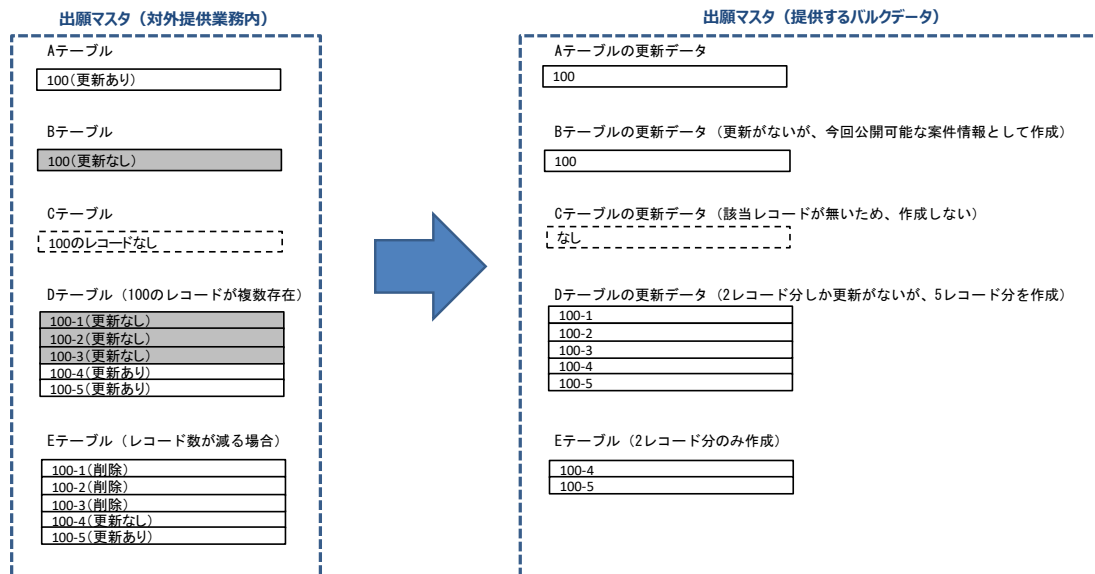 出願マスタ（対外提供業務内）
Aテーブル
100（更新あり）
Bテーブル
100（更新なし）
Cテーブル
100のレコードなし
Dテーブル（100のレコードが複数存在）
100-1（更新なし）
100-2（更新なし）
100-3（更新なし）
100-4（更新あり）
100-5（更新あり）
Eテーブル（レコード数が減る場合）
100-1（削除）
100-2（削除）
100-3（削除）
100-4（更新なし）
100-5（更新あり）
出願マスタ（提供するバルクデータ）
Aテーブルの更新データ
100
Bテーブルの更新データ（更新がないが、今回公開可能な案件情報として作成）
100
Cテーブルの更新データ（該当レコードが無いため、作成しない）
なし
Dテーブルの更新データ（2レコード分しか更新がないが、5レコード分を作成）
100-1
100-2
100-3
100-4
100-5
Eテーブル（2レコード分のみ作成）
100-4
100-5